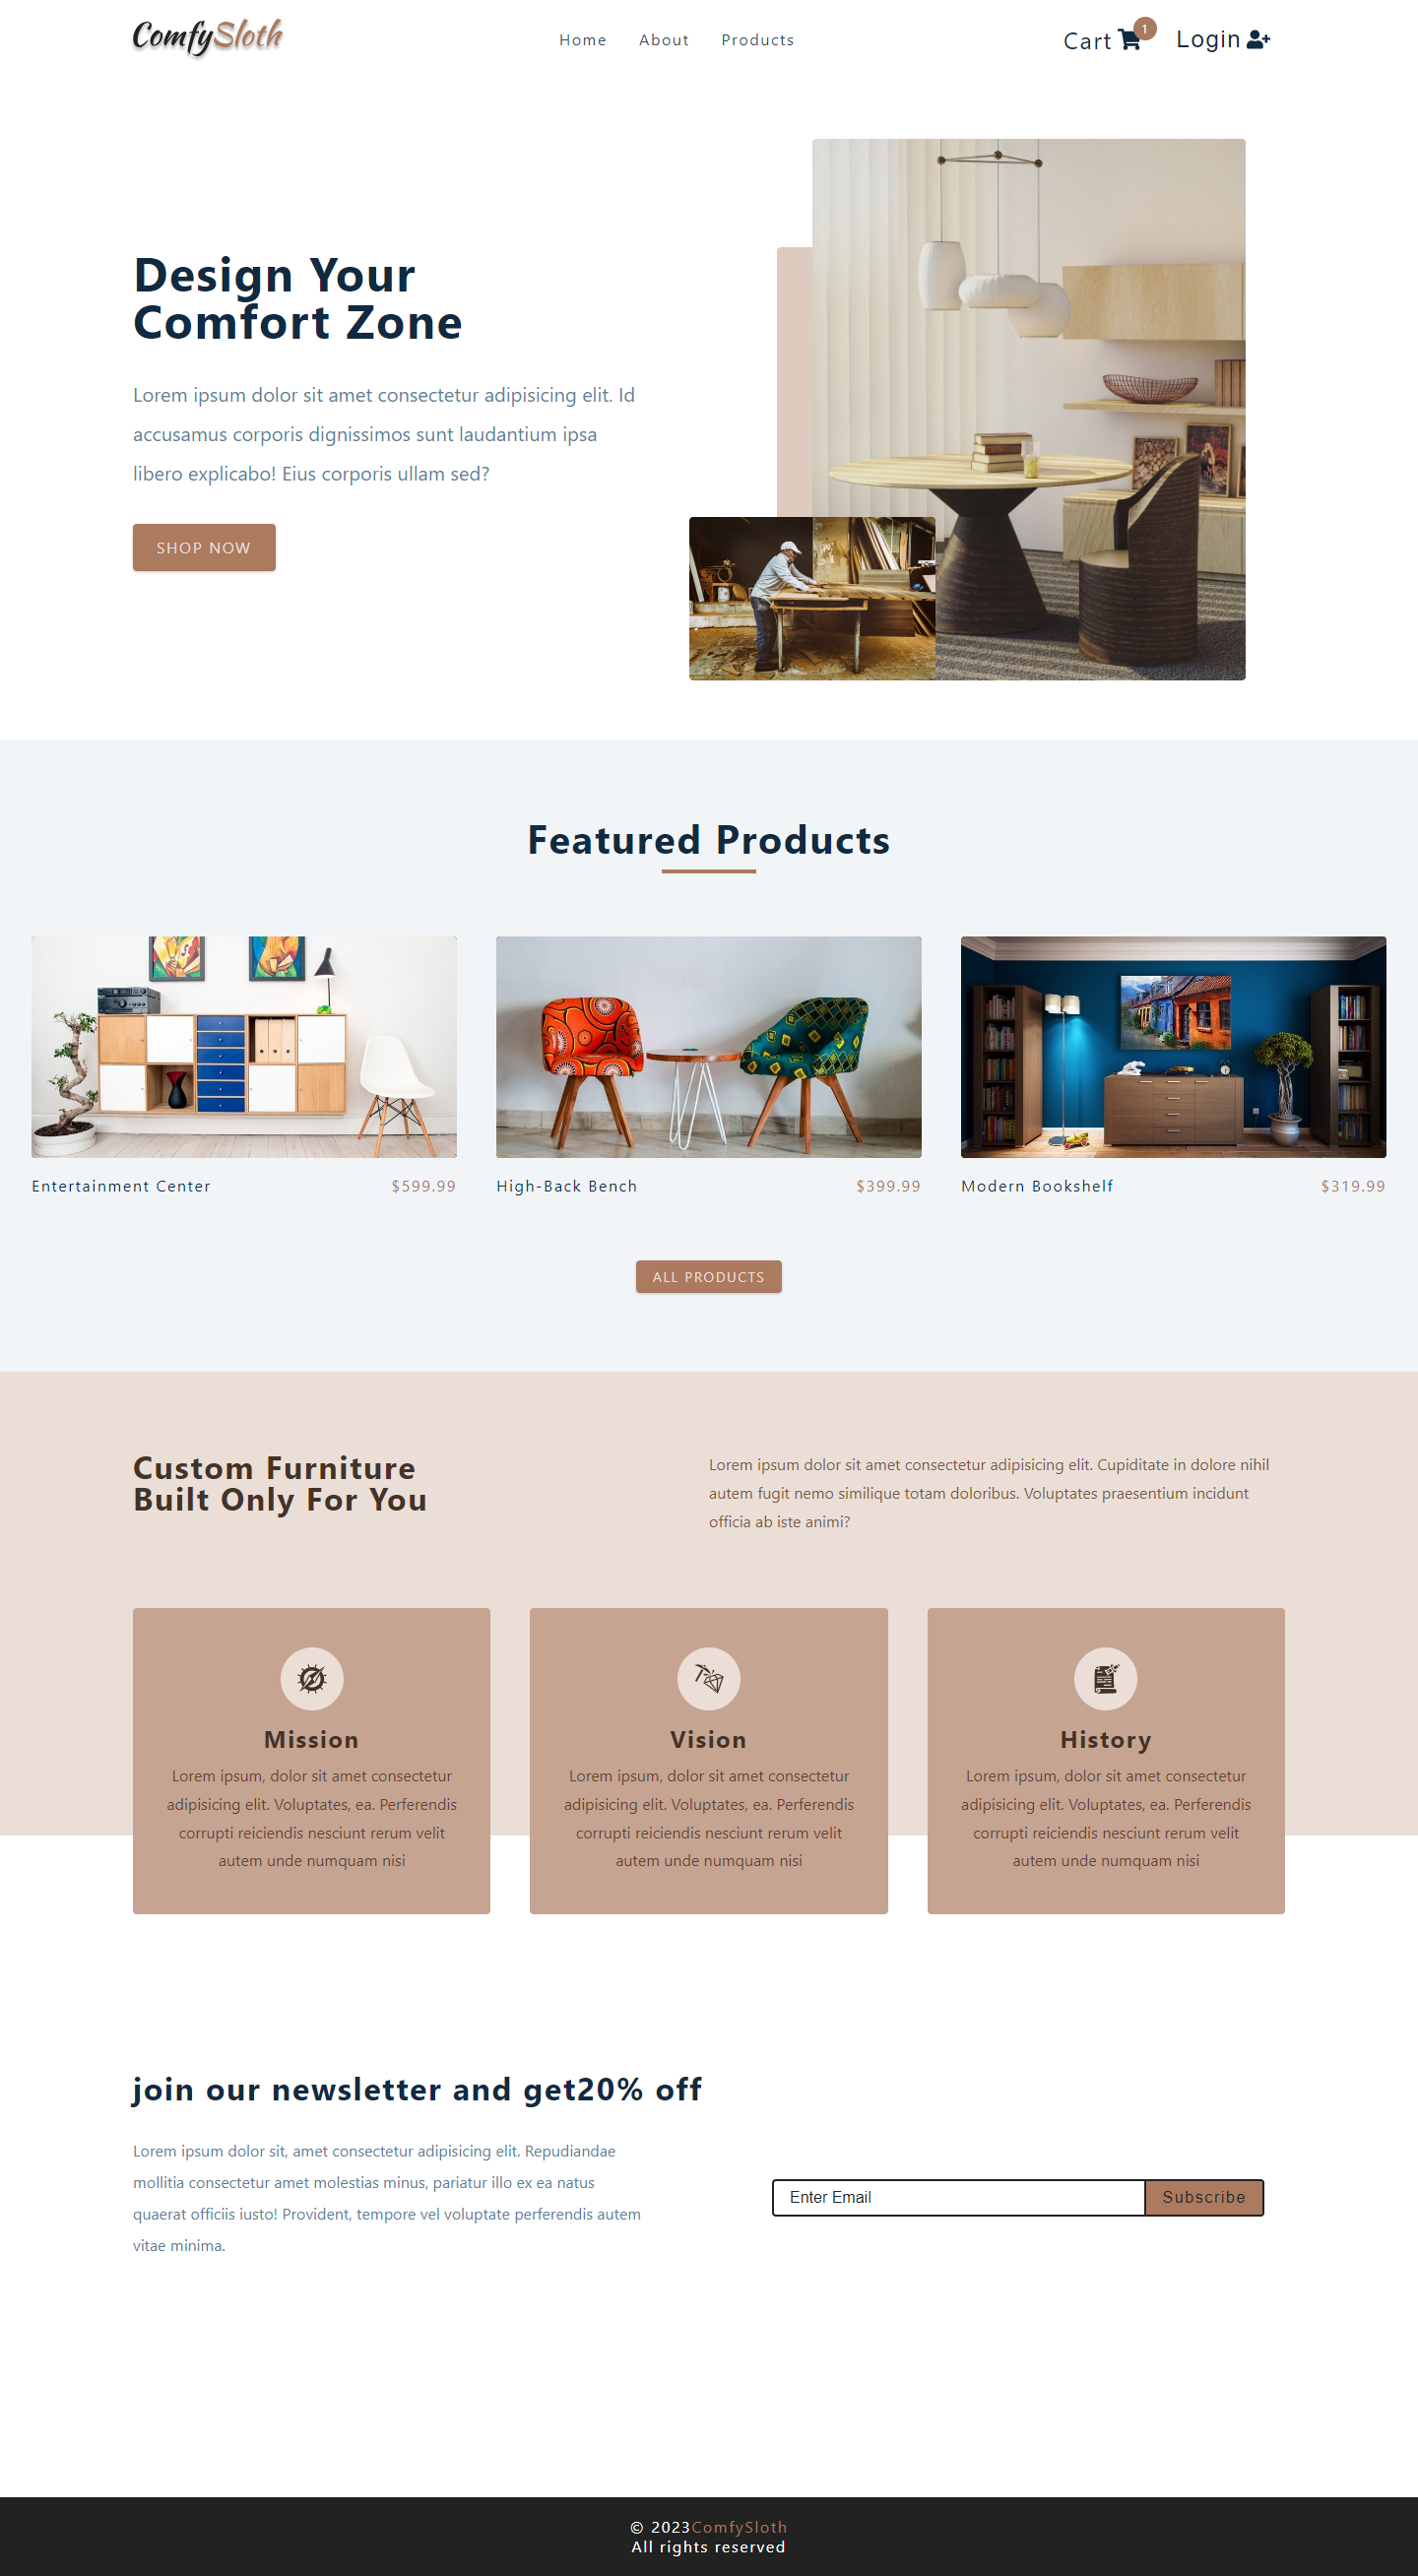 ComfySloth
Home About Products
Cart 1 Login
Design Your
Comfort Zone
Lorem ipsum dolor sit amet consectetur adipisicing elit. Id
accusamus corporis dignissimos sunt laudantium ipsa
libero explicabo! Eius corporis ullam sed?
SHOP NOW
Featured Products
Entertainment Center $599.99
High-Back Bench $399.99
Modern Bookshelf $319.99
ALL PRODUCTS
Custom Furniture
Built Only For You
Lorem ipsum dolor sit amet consectetur adipisicing elit. Cupiditate in dolore nihil
autem fugit nemo similique totam doloribus. Voluptates praesentium incidunt
officia ab iste animi?
Mission
Lorem ipsum, dolor sit amet consectetur
adipisicing elit. Voluptates, ea. Perferendis
corrupti reiciendis nesciunt rerum velit
autem unde numquam nisi
Vision
Lorem ipsum, dolor sit amet consectetur
adipisicing elit. Voluptates, ea. Perferendis
corrupti reiciendis nesciunt rerum velit
autem unde numquam nisi
History
Lorem ipsum, dolor sit amet consectetur
adipisicing elit. Voluptates, ea. Perferendis
corrupti reiciendis nesciunt rerum velit
autem unde numquam nisi
join our newsletter and get20% off
Lorem ipsum dolor sit, amet consectetur adipisicing elit. Repudiandae
mollitia consectetur amet molestias minus, pariatur illo ex ea natus
quaerat officiis iusto! Provident, tempore vel voluptate perferendis autem
vitae minima.
Enter Email Subscribe
© 2023ComfySloth
All rights reserved